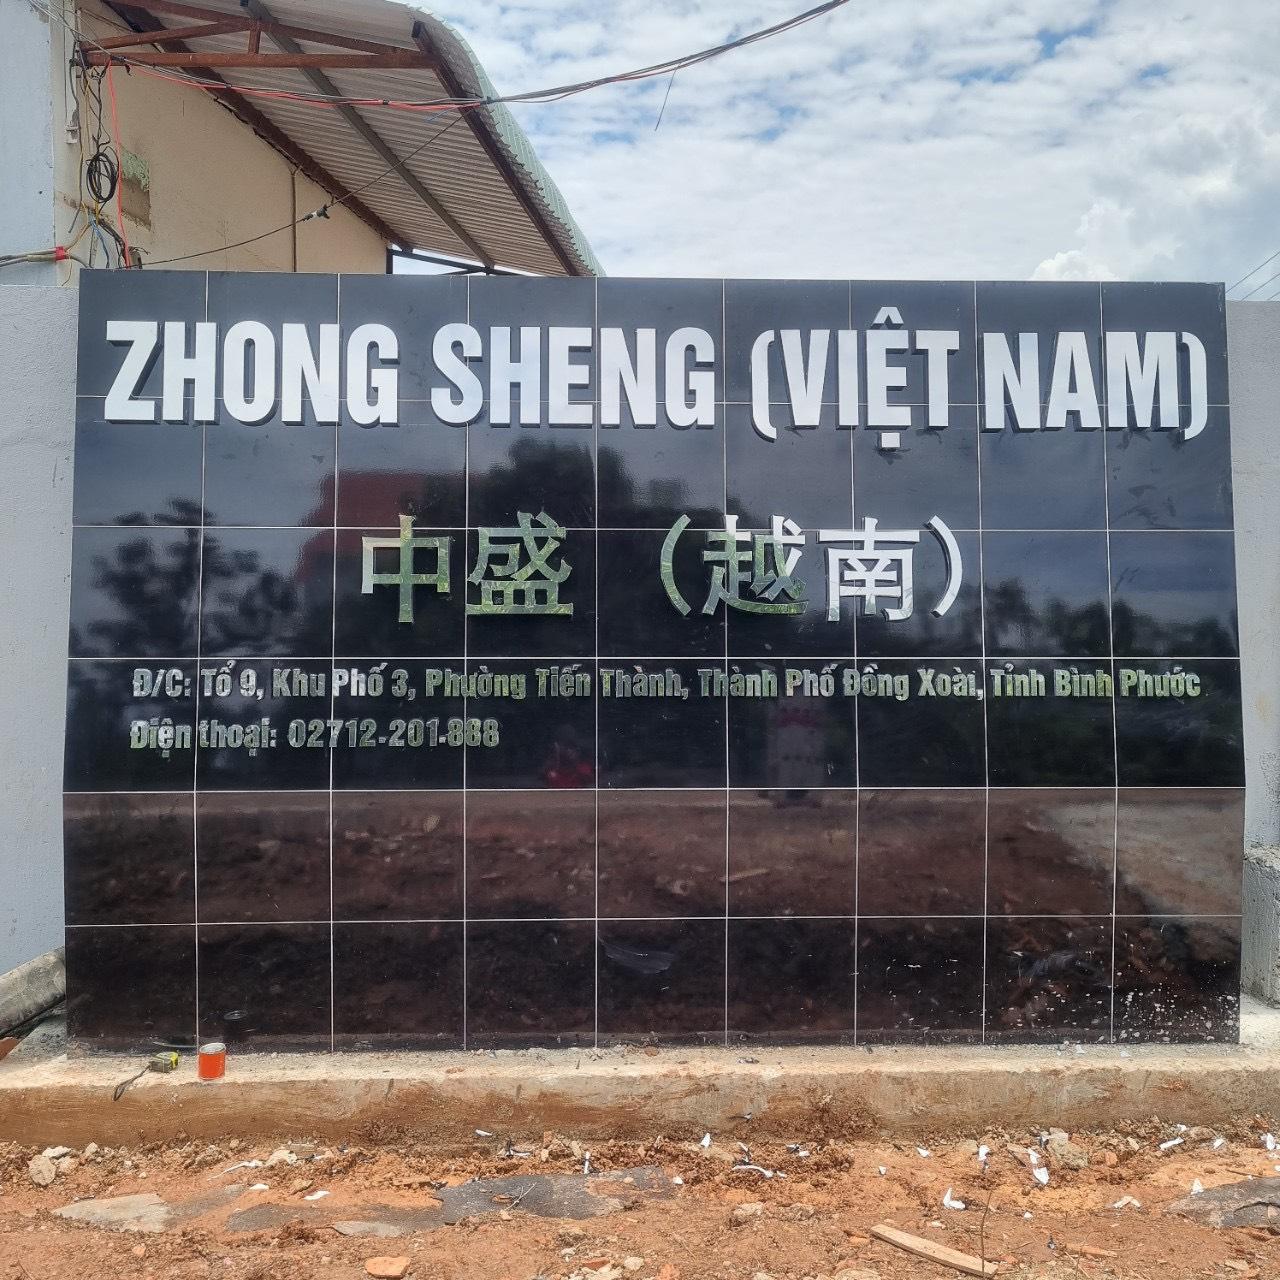 ZHONG SHENG (VIỆT NAM)
中盛（越南）
Đ/C: Tổ 9, Khu Phố 3, Phường Tiến Thành, Thành Phố Đồng Xoài, Tỉnh Bình Phước
Điện thoại: 02712-201-888